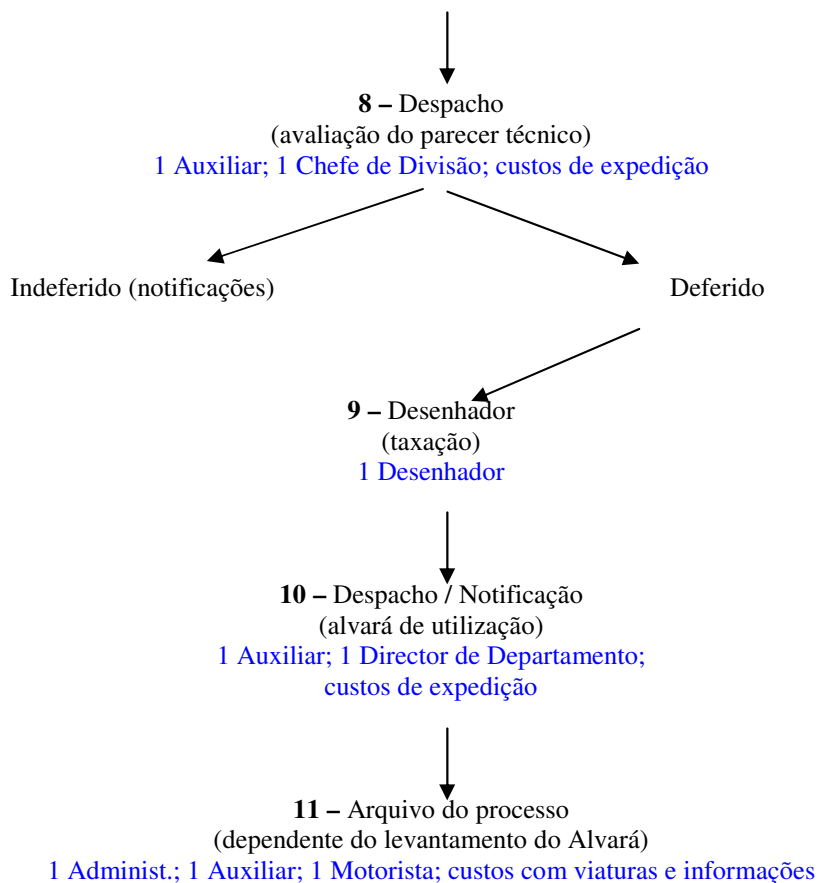 8 – Despacho
(avaliação do parecer técnico)
1 Auxiliar; 1 Chefe de Divisão; custos de expedição
Indeferido (notificações)
Deferido
9 – Desenhador
(taxação)
1 Desenhador
10 – Despacho / Notificação
(alvará de utilização)
1 Auxiliar; 1 Director de Departamento;
custos de expedição
11 – Arquivo do processo
(dependente do levantamento do Alvará)
1 Administ.; 1 Auxiliar; 1 Motorista; custos com viaturas e informações